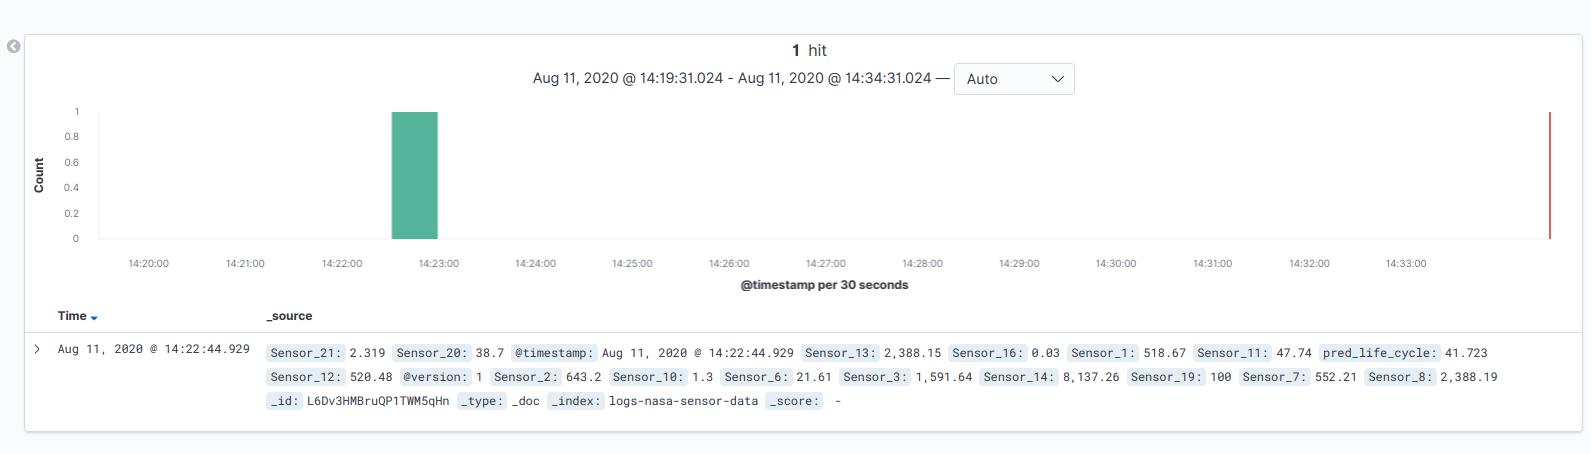 1 hit
Aug 11, 2020 @ 14:19:31.024 - Aug 11, 2020 @ 14:34:31.024 — Auto
Count
1
0.8
0.6
0.4
0.2
0
14:20:00 14:21:00 14:22:00 14:23:00 14:24:00 14:25:00 14:26:00 14:27:00 14:28:00 14:29:00 14:30:00 14:31:00 14:32:00 14:33:00
@timestamp per 30 seconds
Time _source
Aug 11, 2020 @ 14:22:44.929 Sensor_21: 2.319 Sensor_20: 38.7 @timestamp: Aug 11, 2020 @ 14:22:44.929 Sensor_13: 2,388.15 Sensor_16: 0.03 Sensor_1: 518.67 Sensor_11: 47.74 pred_life_cycle: 41.723
Sensor_12: 520.48 @version: 1 Sensor_2: 643.2 Sensor_10: 1.3 Sensor_6: 21.61 Sensor_3: 1,591.64 Sensor_14: 8,137.26 Sensor_19: 100 Sensor_7: 552.21 Sensor_8: 2,388.19
_id: L6Dv3HMBruQP1TWM5qHn _type: _doc _index: logs-nasa-sensor-data _score: -